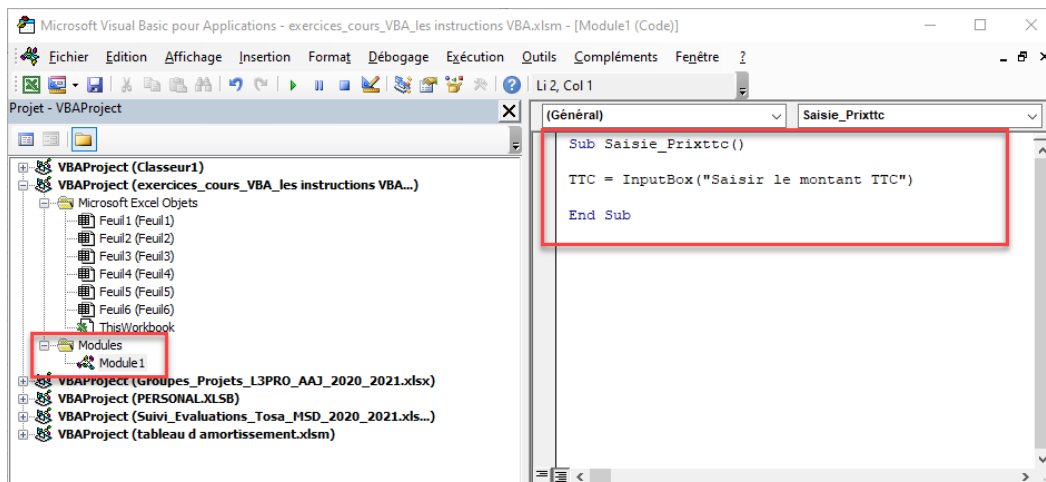 Microsoft Visual Basic pour Applications - exercices_cours_VBA_les instructions VBA.xlsm - [Module1 (Code)]
Fichier Edition Affichage Insertion Format Débogage Exécution Outils Compléments Fenêtre ?
Li 2, Col 1
Projet - VBAProject
(Général) Saisie_Prixttc
VBAProject (Classeur1)
VBAProject (exercices_cours_VBA_les instructions VBA...)
Microsoft Excel Objets
Feuil1 (Feuil1)
Feuil2 (Feuil2)
Feuil3 (Feuil3)
Feuil4 (Feuil4)
Feuil5 (Feuil5)
Feuil6 (Feuil6)
ThisWorkbook
Modules
Module1
VBAProject (Groupes_Projets_L3PRO_AAJ_2020_2021.xlsx)
VBAProject (PERSONAL.XLSB)
VBAProject (Suivi_Evaluations_Tosa_MSD_2020_2021.xls...)
VBAProject (tableau d amortissement.xlsm)
Sub Saisie_Prixttc()
TTC = InputBox("Saisir le montant TTC")
End Sub